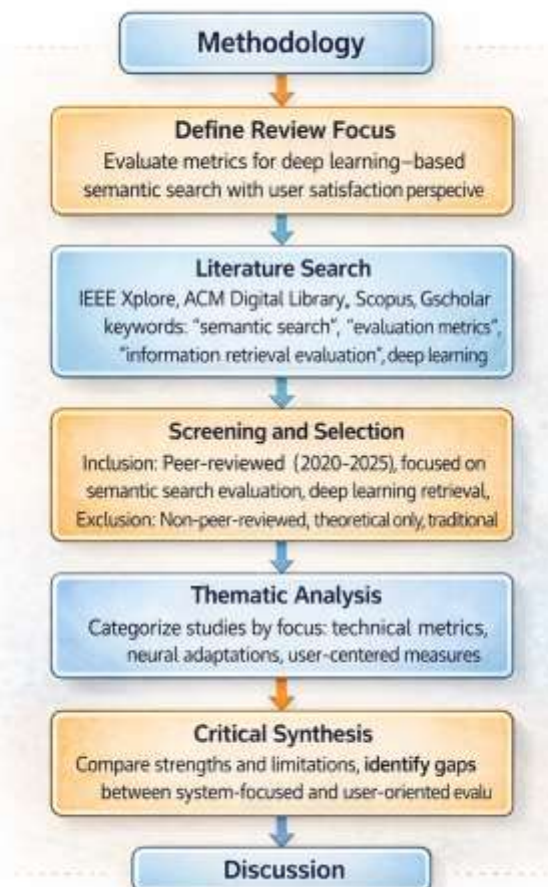 Methodology
Define Review Focus
Evaluate metrics for deep learning–based
semantic search with user satisfaction perspecive
Literature Search
IEEE Xplore, ACM Digital Library, Scopus, Gscholar
keywords: "semantic search", "evaluation metrics",
"information retrieval evaluation", deep learning
Screening and Selection
Inclusion: Peer-reviewed (2020-2025), focused on
semantic search evaluation, deep learning retrieval,
Exclusion: Non-peer-reviewed, theoretical only, traditional
Thematic Analysis
Categorize studies by focus: technical metrics,
neural adaptations, user-centered measures
Critical Synthesis
Compare strengths and limitations, identify gaps
between system-focused and user-oriented evalu
Discussion